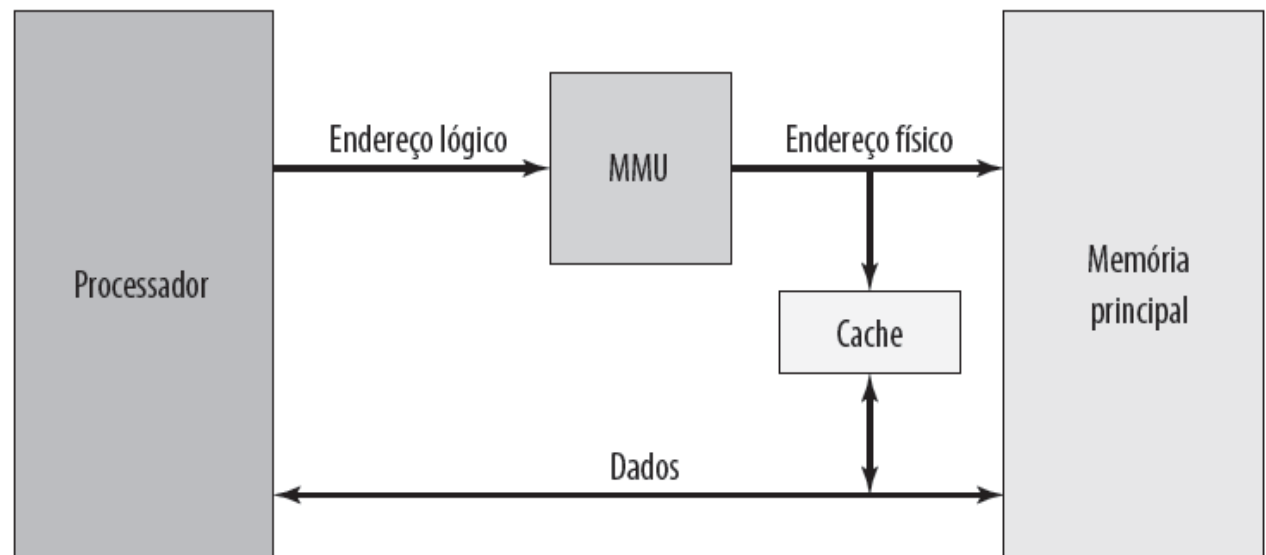 Endereço lógico
MMU
Endereço físico
Processador
Memória
principal
Cache
Dados